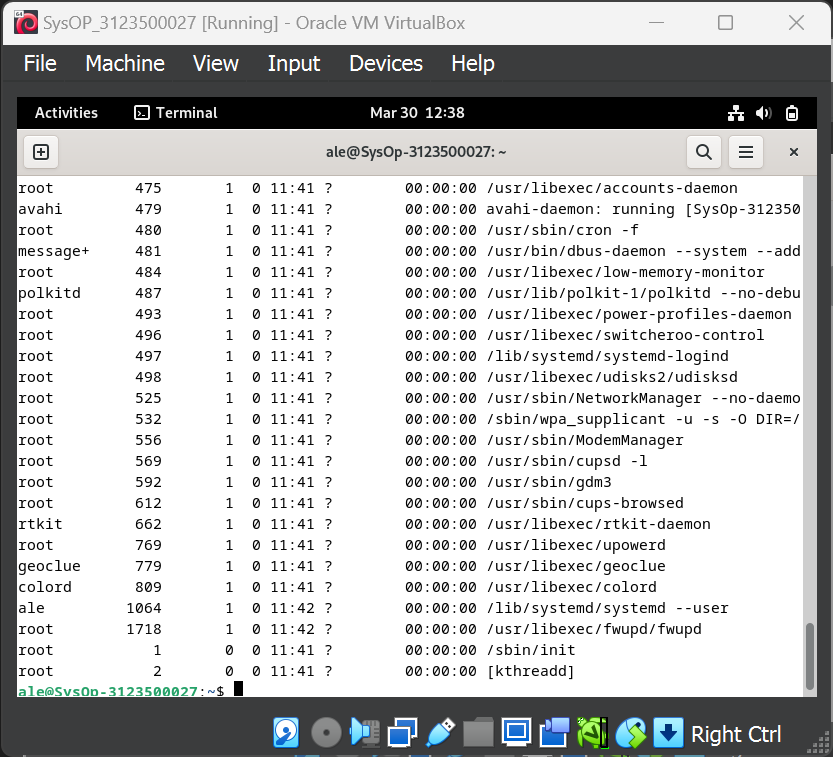 SysOP_3123500027 [Running] - Oracle VM VirtualBox
File Machine View Input Devices Help
Activities Terminal Mar 30 12:38
ale@SysOp-3123500027: ~
root 475 1 0 11:41 ? 00:00:00 /usr/libexec/accounts-daemon
avahi 479 1 0 11:41 ? 00:00:00 avahi-daemon: running [SysOp-312350
root 480 1 0 11:41 ? 00:00:00 /usr/sbin/cron -f
message+ 481 1 0 11:41 ? 00:00:00 /usr/bin/dbus-daemon --system --add
root 484 1 0 11:41 ? 00:00:00 /usr/libexec/low-memory-monitor
polkitd 487 1 0 11:41 ? 00:00:00 /usr/lib/polkit-1/polkitd --no-debu
root 493 1 0 11:41 ? 00:00:00 /usr/libexec/power-profiles-daemon
root 496 1 0 11:41 ? 00:00:00 /usr/libexec/switcheroo-control
root 497 1 0 11:41 ? 00:00:00 /lib/systemd/systemd-logind
root 498 1 0 11:41 ? 00:00:00 /usr/libexec/udisks2/udisksd
root 525 1 0 11:41 ? 00:00:00 /usr/sbin/NetworkManager --no-daemo
root 532 1 0 11:41 ? 00:00:00 /sbin/wpa_supplicant -u -s -O DIR=/
root 556 1 0 11:41 ? 00:00:00 /usr/sbin/ModemManager
root 569 1 0 11:41 ? 00:00:00 /usr/sbin/cupsd -l
root 592 1 0 11:41 ? 00:00:00 /usr/sbin/gdm3
root 612 1 0 11:41 ? 00:00:00 /usr/sbin/cups-browsed
rtkit 662 1 0 11:41 ? 00:00:00 /usr/libexec/rtkit-daemon
root 769 1 0 11:41 ? 00:00:00 /usr/libexec/upowerd
geoclue 779 1 0 11:41 ? 00:00:00 /usr/libexec/geoclue
colord 809 1 0 11:41 ? 00:00:00 /usr/libexec/colord
ale 1064 1 0 11:42 ? 00:00:00 /lib/systemd/systemd --user
root 1718 1 0 11:42 ? 00:00:00 /usr/libexec/fwupd/fwupd
root 1 0 0 11:41 ? 00:00:00 /sbin/init
root 2 0 0 11:41 ? 00:00:00 [kthreadd]
ale@SysOp-3123500027:~$
Right Ctrl